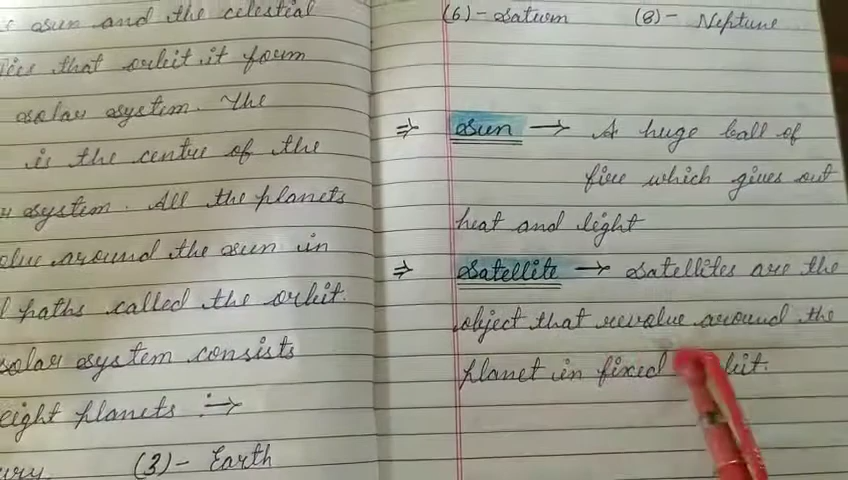 sun and the celestial
that orbit it form
solar system. The
is the centre of the
system. All the planets
around the sun in
paths called the orbit.
solar system consists
eight planets :→
(3)- Earth
(6)- Saturn (8)- Neptune
⇒ Sun → A huge ball of
fire which gives out
heat and light
⇒ Satellite → Satellites are the
object that revalue around the
planet in fixed